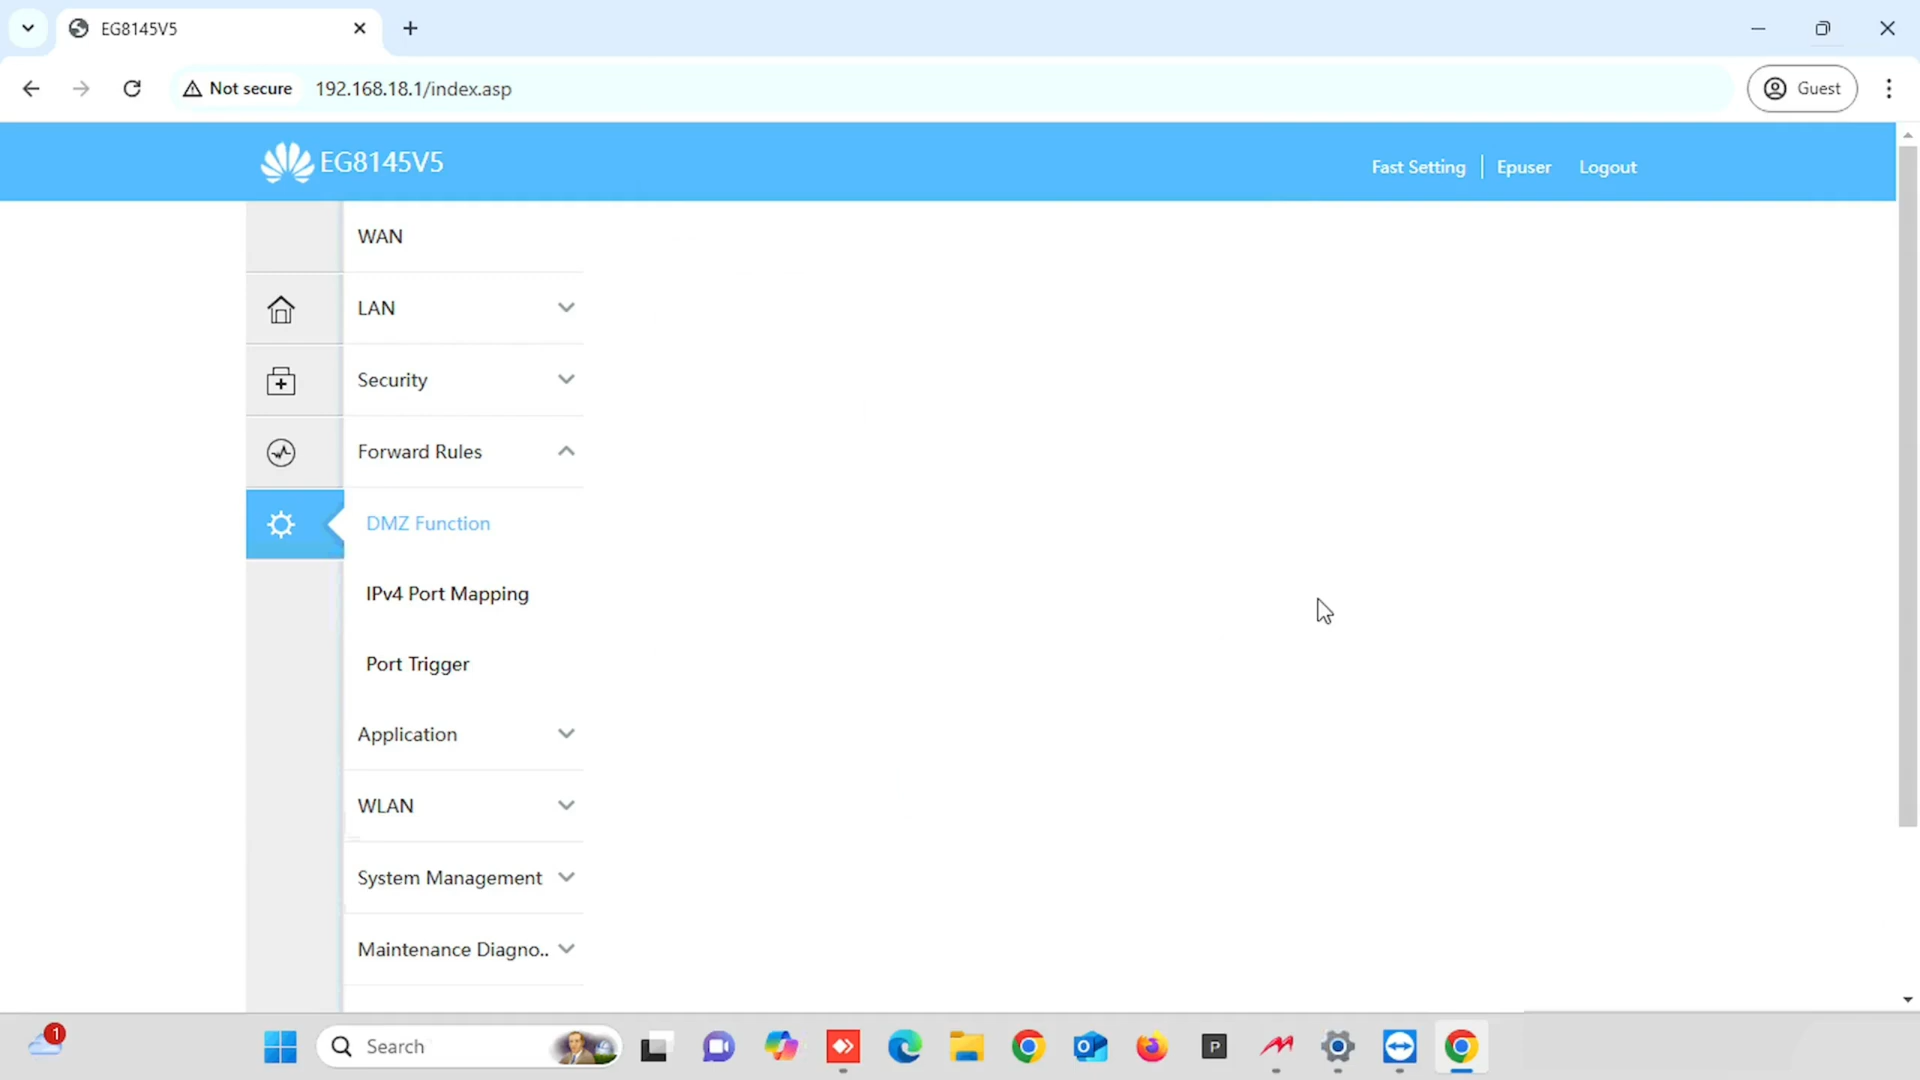 EG8145V5
Not secure
192.168.18.1/index.asp
Guest
EG8145V5
Fast Setting
Epuser
Logout
WAN
LAN
Security
Forward Rules
DMZ Function
IPv4 Port Mapping
Port Trigger
Application
WLAN
System Management
Maintenance Diagno..
1
Search
P